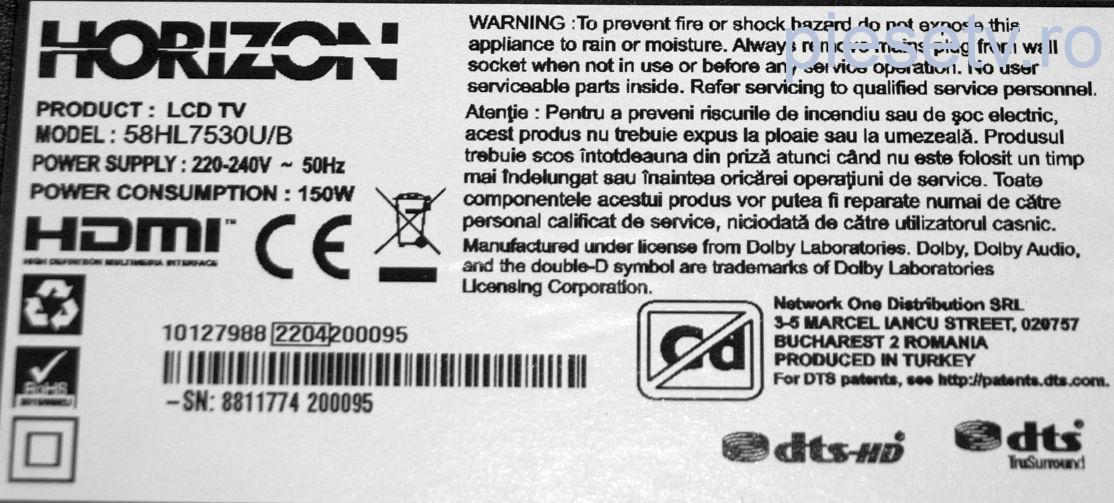 HORIZON
PRODUCT : LCD TV
MODEL : 58HL7530U/B
POWER SUPPLY : 220-240V ~ 50Hz
POWER CONSUMPTION : 150W
HDMI™
HIGH DEFINITION MULTIMEDIA INTERFACE
CE
RoHS
10127988 2204200095
-SN: 8811774 200095
WARNING :To prevent fire or shock hazard do not expose this
appliance to rain or moisture. Always remove mains plug from wall
socket when not in use or before any service operation. No user
serviceable parts inside. Refer servicing to qualified service personnel.
piesetv.ro
Atenţie : Pentru a preveni riscurile de incendiu sau de şoc electric,
acest produs nu trebuie expus la ploaie sau la umezeală. Produsul
trebuie scos întotdeauna din priză atunci când nu este folosit un timp
mai îndelungat sau înaintea oricărei operaţiuni de service. Toate
componentele acestui produs vor putea fi reparate numai de către
personal calificat de service, niciodată de către utilizatorul casnic.
Manufactured under license from Dolby Laboratories. Dolby, Dolby Audio,
and the double-D symbol are trademarks of Dolby Laboratories
Licensing Corporation.
Cd
Network One Distribution SRL
3-5 MARCEL IANCU STREET, 020757
BUCHAREST 2 ROMANIA
PRODUCED IN TURKEY
For DTS patents, see http://patents.dts.com.
dts-HD
dts
TruSurround